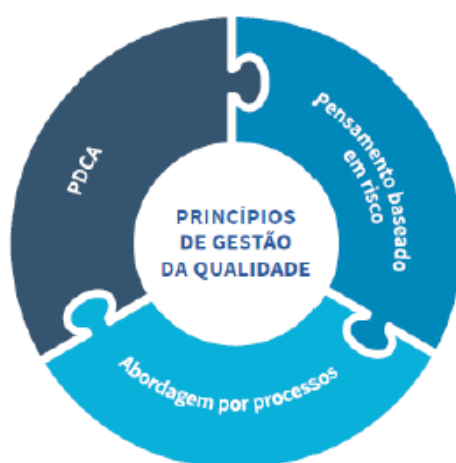 PDCA
Pensamento baseado
em risco
PRINCÍPIOS
DE GESTÃO
DA QUALIDADE
Abordagem por processos